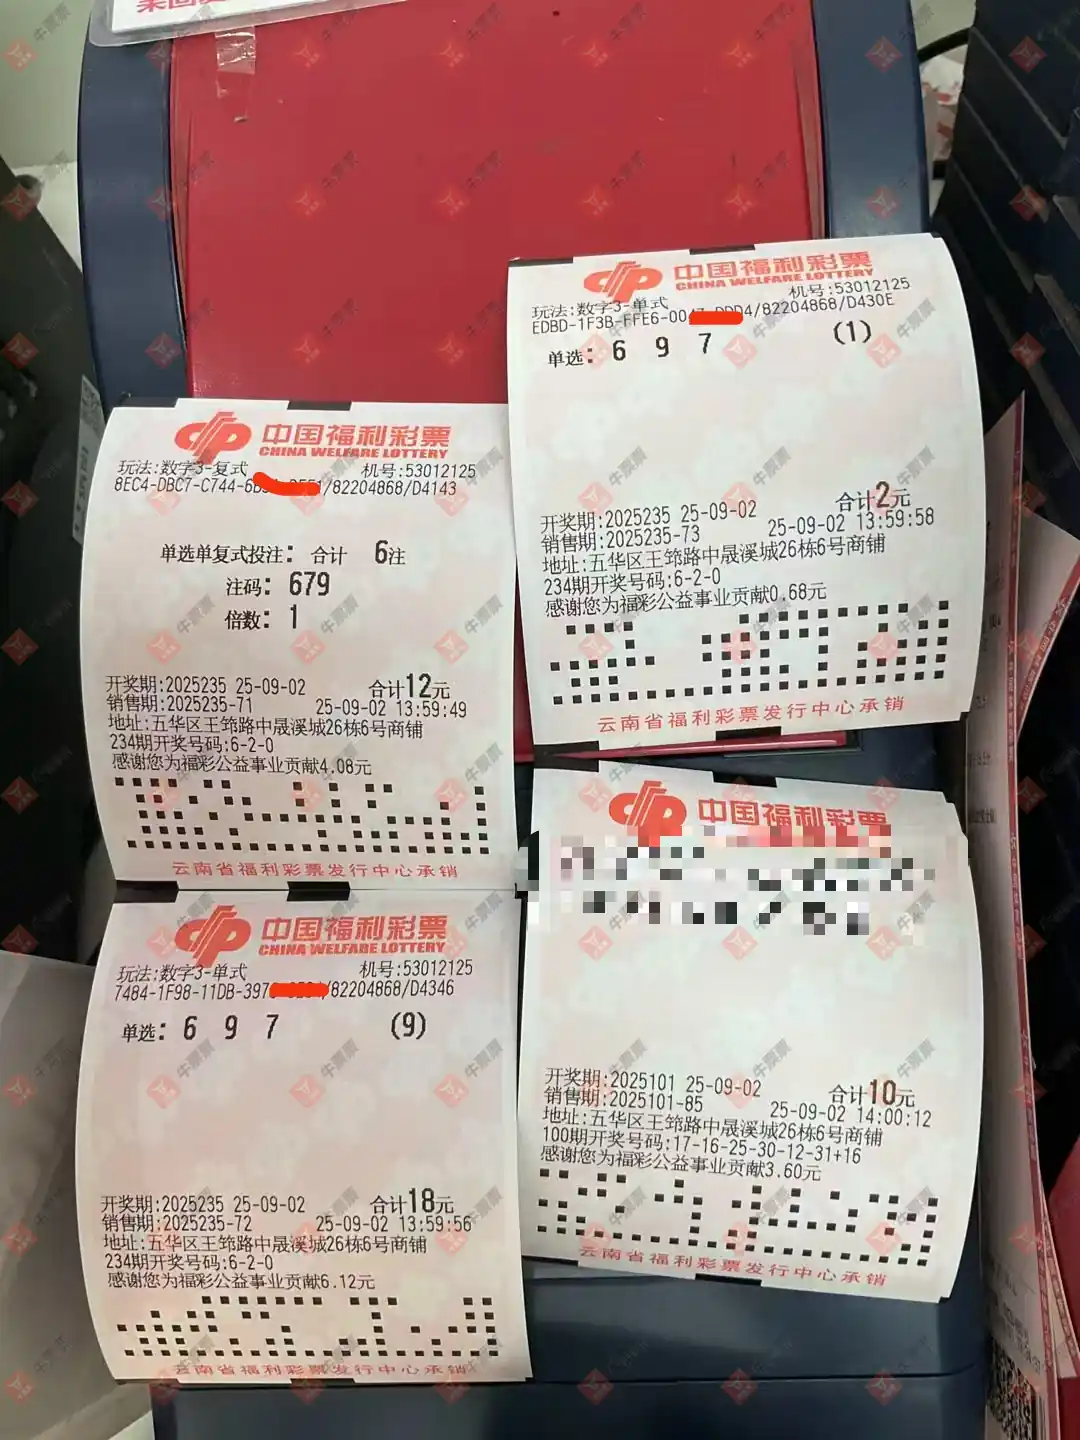 中国福利彩票
CHINA WELFARE LOTTERY
玩法:数字3-复式 机号:53012125
8EC4-DBC7-C744-6B /82204868/D4143
单选单复式投注: 合计 6注
注码: 679
倍数: 1
开奖期:2025235 25-09-02 合计12元
销售期:2025235-71 25-09-02 13:59:49
地址:五华区王筇路中晟溪城26栋6号商铺
234期开奖号码:6-2-0
感谢您为福彩公益事业贡献4.08元
云南省福利彩票发行中心承销
中国福利彩票
CHINA WELFARE LOTTERY
玩法:数字3-单式 机号:53012125
EDBD-1F3B-FFE6-00 4/82204868/D430E
单选: 6 9 7 (1)
开奖期:2025235 25-09-02 合计2元
销售期:2025235-73 25-09-02 13:59:58
地址:五华区王筇路中晟溪城26栋6号商铺
234期开奖号码:6-2-0
感谢您为福彩公益事业贡献0.68元
云南省福利彩票发行中心承销
中国福利彩票
CHINA WELFARE LOTTERY
玩法:数字3-单式 机号:53012125
7484-1F98-11DB-397 /82204868/D4346
单选: 6 9 7 (9)
开奖期:2025235 25-09-02 合计18元
销售期:2025235-72 25-09-02 13:59:56
地址:五华区王筇路中晟溪城26栋6号商铺
234期开奖号码:6-2-0
感谢您为福彩公益事业贡献6.12元
云南省福利彩票发行中心承销
中国福利彩票
开奖期:2025101 25-09-02 合计10元
销售期:2025101-85 25-09-02 14:00:12
地址:五华区王筇路中晟溪城26栋6号商铺
100期开奖号码:17-16-25-30-12-31+16
感谢您为福彩公益事业贡献3.60元
云南省福利彩票发行中心承销
牛票票